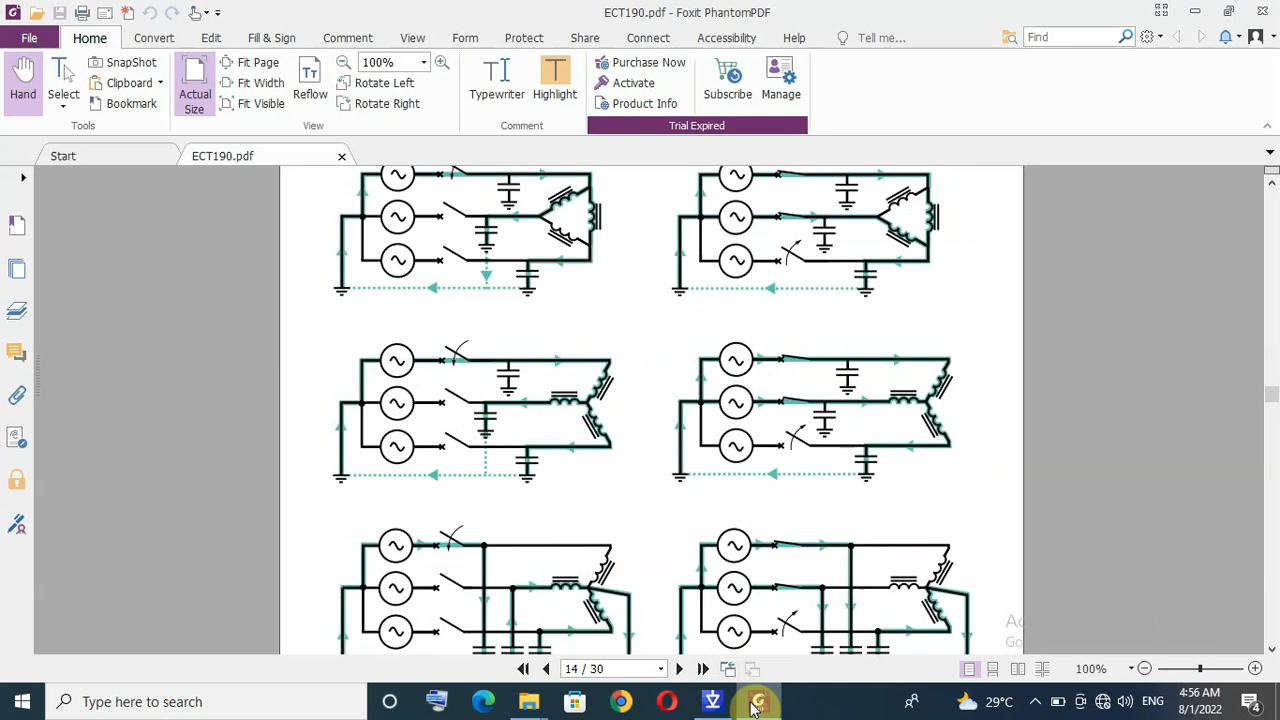 ECT190.pdf - Foxit PhantomPDF
File Home Convert Edit Fill & Sign Comment View Form Protect Share Connect Accessibility Help Tell me... Find
Hand
Select
SnapShot
Clipboard
Bookmark
Tools
Actual
Size
Fit Page
Fit Width
Fit Visible
Reflow
100%
Rotate Left
Rotate Right
View
Typewriter
Highlight
Comment
Purchase Now
Activate
Product Info
Subscribe
Manage
Trial Expired
Start
ECT190.pdf
14 / 30
100%
Type here to search
29°C
ENG
4:56 AM
8/1/2022
4